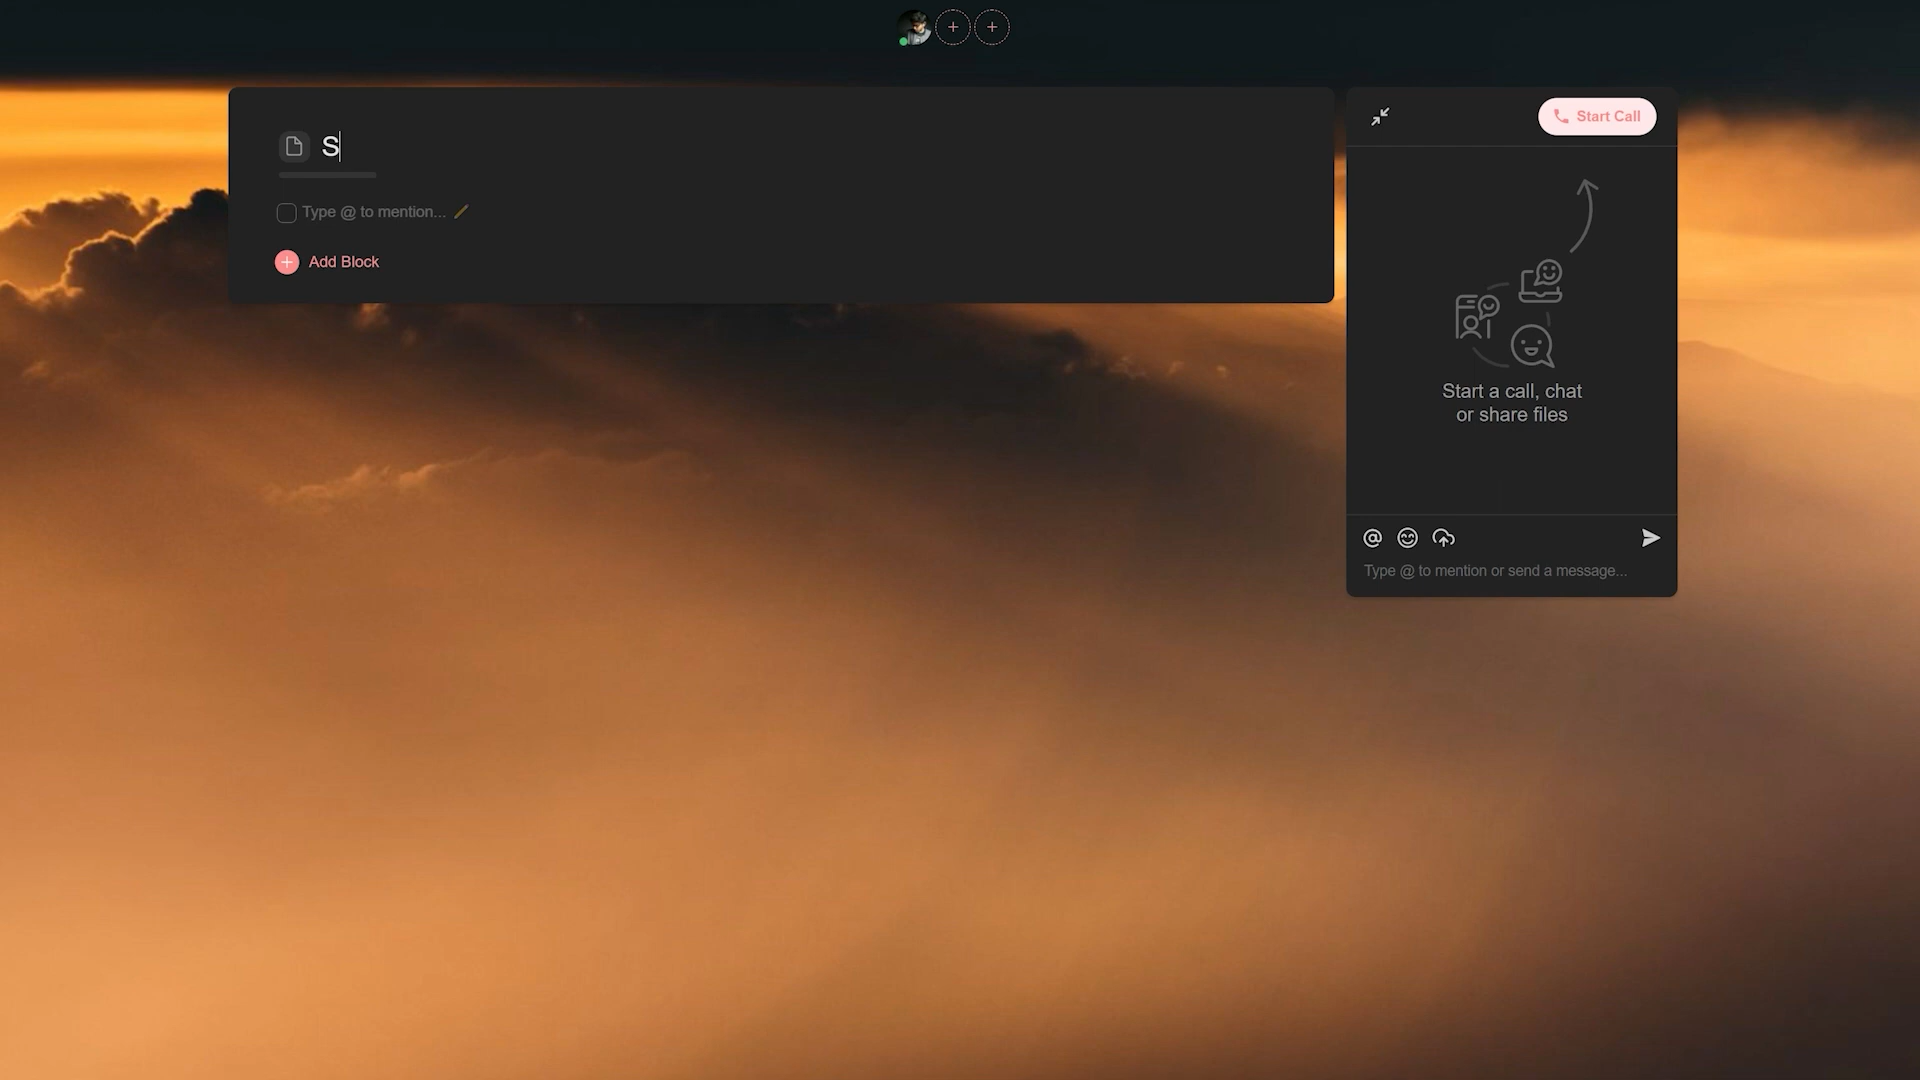 S
Type @ to mention...
Add Block
Start Call
Start a call, chat
or share files
Type @ to mention or send a message...